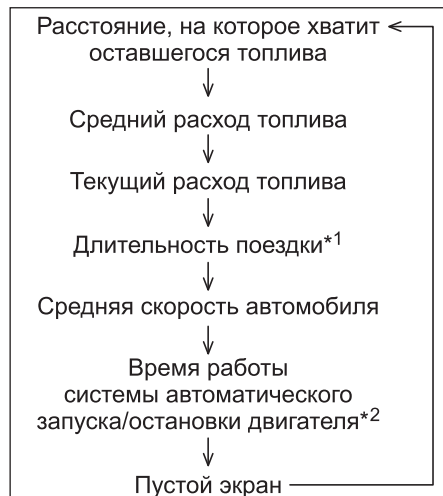 Расстояние, на которое хватит
оставшегося топлива
Средний расход топлива
Текущий расход топлива
Длительность поездки*1
Средняя скорость автомобиля
Время работы
системы автоматического
запуска/остановки двигателя*2
Пустой экран